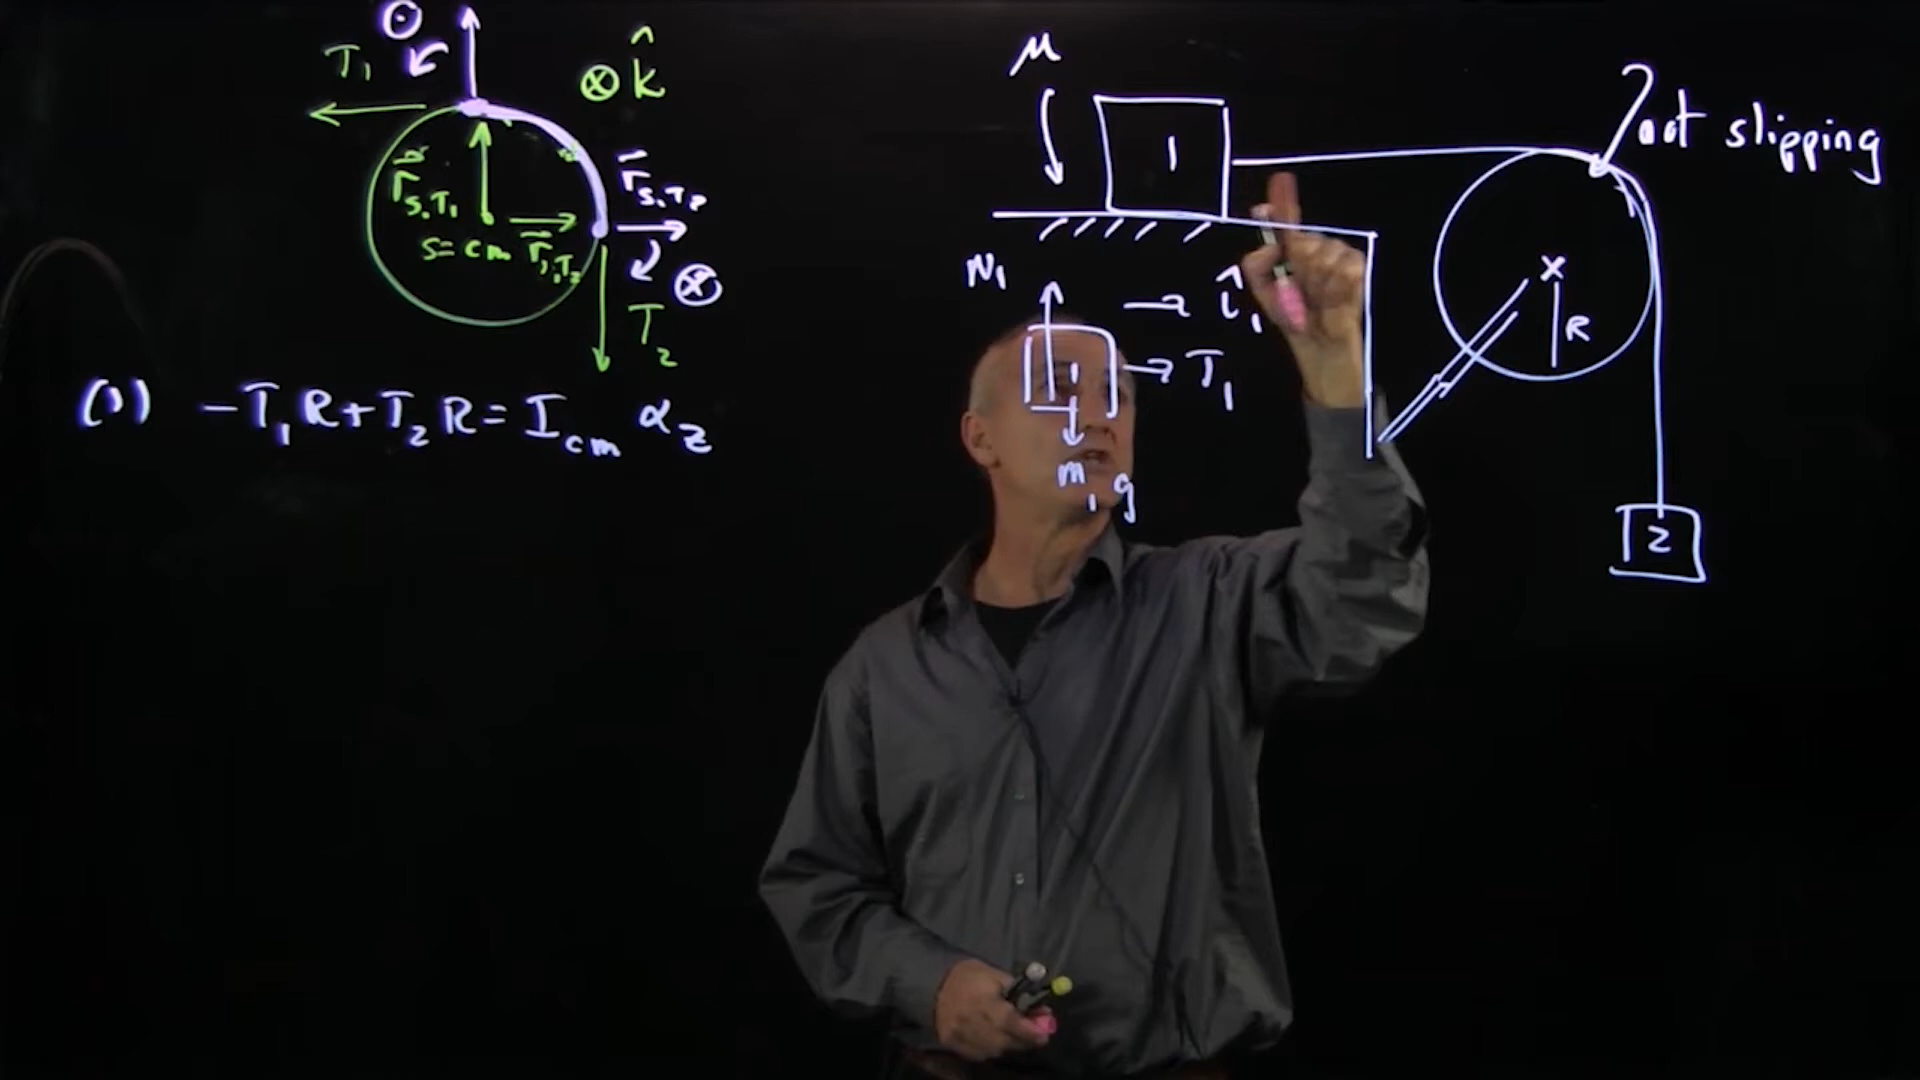 T₁
⊗ k̂
r⃗ₛ,ₜ₁
r⃗ₛ,ₜ₂
S=cm
r⃗₁,ₜ₂
⊗
T₂
(1) -T₁R+T₂R=I_cm α_z
μ
1
not slipping
R
2
N₁
→ î₁
1
→ T₁
m₁g